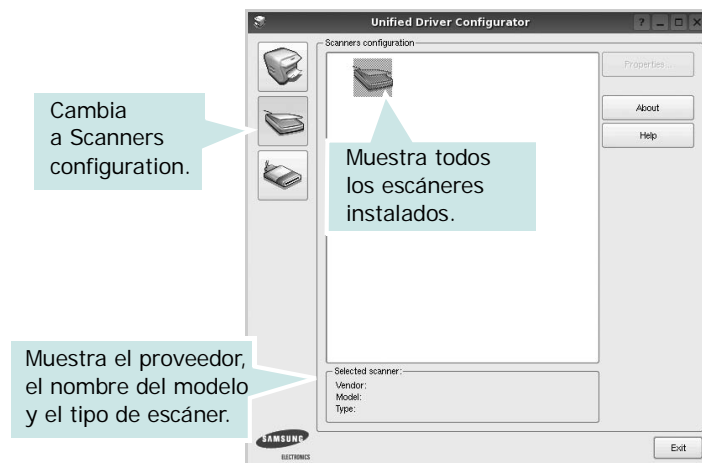 Unified Driver Configurator
Scanners configuration
Properties...
About
Help
Cambia
a Scanners
configuration.
Muestra todos
los escáneres
instalados.
Muestra el proveedor,
el nombre del modelo
y el tipo de escáner.
Selected scanner:
Vendor:
Model:
Type:
SAMSUNG
ELECTRONICS
Exit